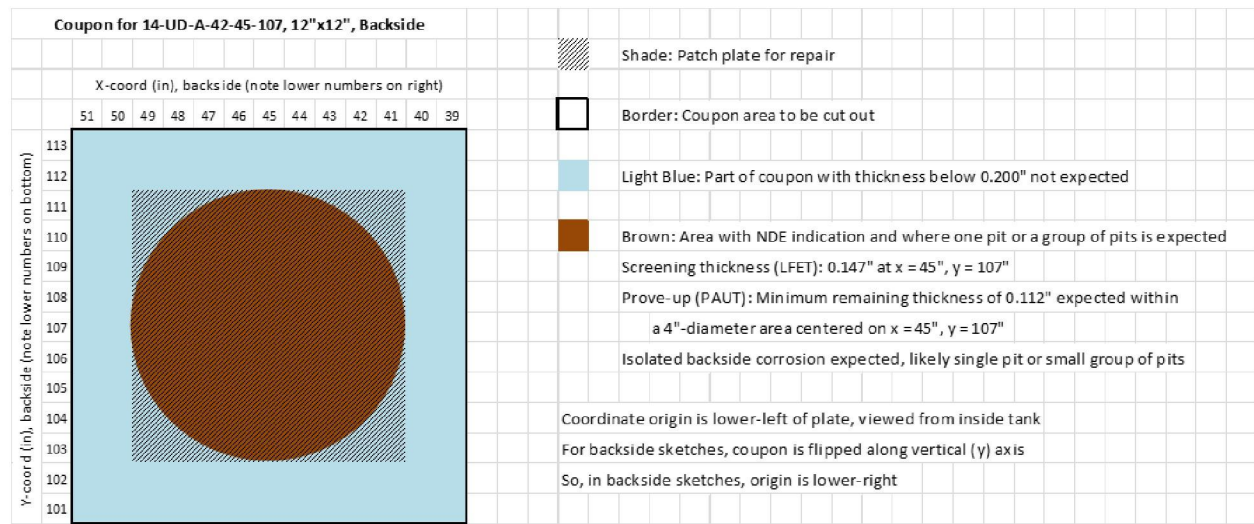 Coupon for 14-UD-A-42-45-107, 12"x12", Backside
X-coord (in), backside (note lower numbers on right)
51 50 49 48 47 46 45 44 43 42 41 40 39
Y-coord (in), backside (note lower numbers on bottom)
113
112
111
110
109
108
107
106
105
104
103
102
101
Shade: Patch plate for repair
Border: Coupon area to be cut out
Light Blue: Part of coupon with thickness below 0.200" not expected
Brown: Area with NDE indication and where one pit or a group of pits is expected
Screening thickness (LFET): 0.147" at x = 45", y = 107"
Prove-up (PAUT): Minimum remaining thickness of 0.112" expected within
a 4"-diameter area centered on x = 45", y = 107"
Isolated backside corrosion expected, likely single pit or small group of pits
Coordinate origin is lower-left of plate, viewed from inside tank
For backside sketches, coupon is flipped along vertical (y) axis
So, in backside sketches, origin is lower-right